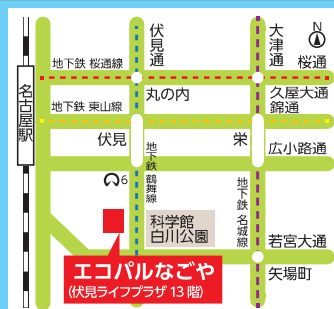 伏見通
大津通
N
地下鉄 桜通線
桜通
丸の内
久屋大通
名古屋駅
地下鉄 東山線
錦通
伏見
栄
広小路通
地下鉄 鶴舞線
6
地下鉄 名城線
科学館
白川公園
若宮大通
エコパルなごや
(伏見ライフプラザ 13 階)
矢場町